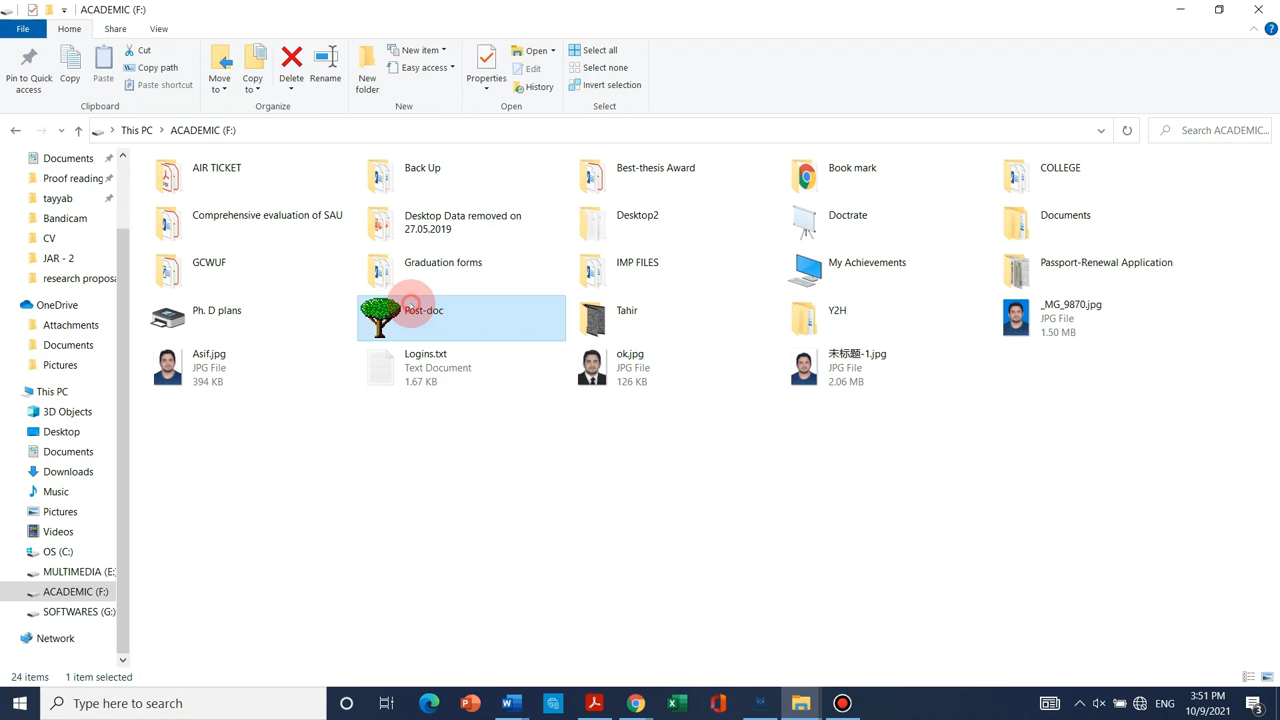 ACADEMIC (F:)
File
Home
Share
View
Pin to Quick
access
Copy
Paste
Cut
Copy path
Paste shortcut
Clipboard
Move
to
Copy
to
Delete
Rename
Organize
New
folder
New item
Easy access
New
Properties
Open
Edit
History
Open
Select all
Select none
Invert selection
Select
This PC
ACADEMIC (F:)
Search ACADEMIC...
Documents
Proof reading
tayyab
Bandicam
CV
JAR - 2
research proposa
OneDrive
Attachments
Documents
Pictures
This PC
3D Objects
Desktop
Documents
Downloads
Music
Pictures
Videos
OS (C:)
MULTIMEDIA (E:
ACADEMIC (F:)
SOFTWARES (G:)
Network
AIR TICKET
Back Up
Best-thesis Award
Book mark
COLLEGE
Comprehensive evaluation of SAU
Desktop Data removed on
27.05.2019
Desktop2
Doctrate
Documents
GCWUF
Graduation forms
IMP FILES
My Achievements
Passport-Renewal Application
Ph. D plans
Post-doc
Tahir
Y2H
_MG_9870.jpg
JPG File
1.50 MB
Asif.jpg
JPG File
394 KB
Logins.txt
Text Document
1.67 KB
ok.jpg
JPG File
126 KB
未标题-1.jpg
JPG File
2.06 MB
24 items
1 item selected
Type here to search
ENG
3:51 PM
10/9/2021
3